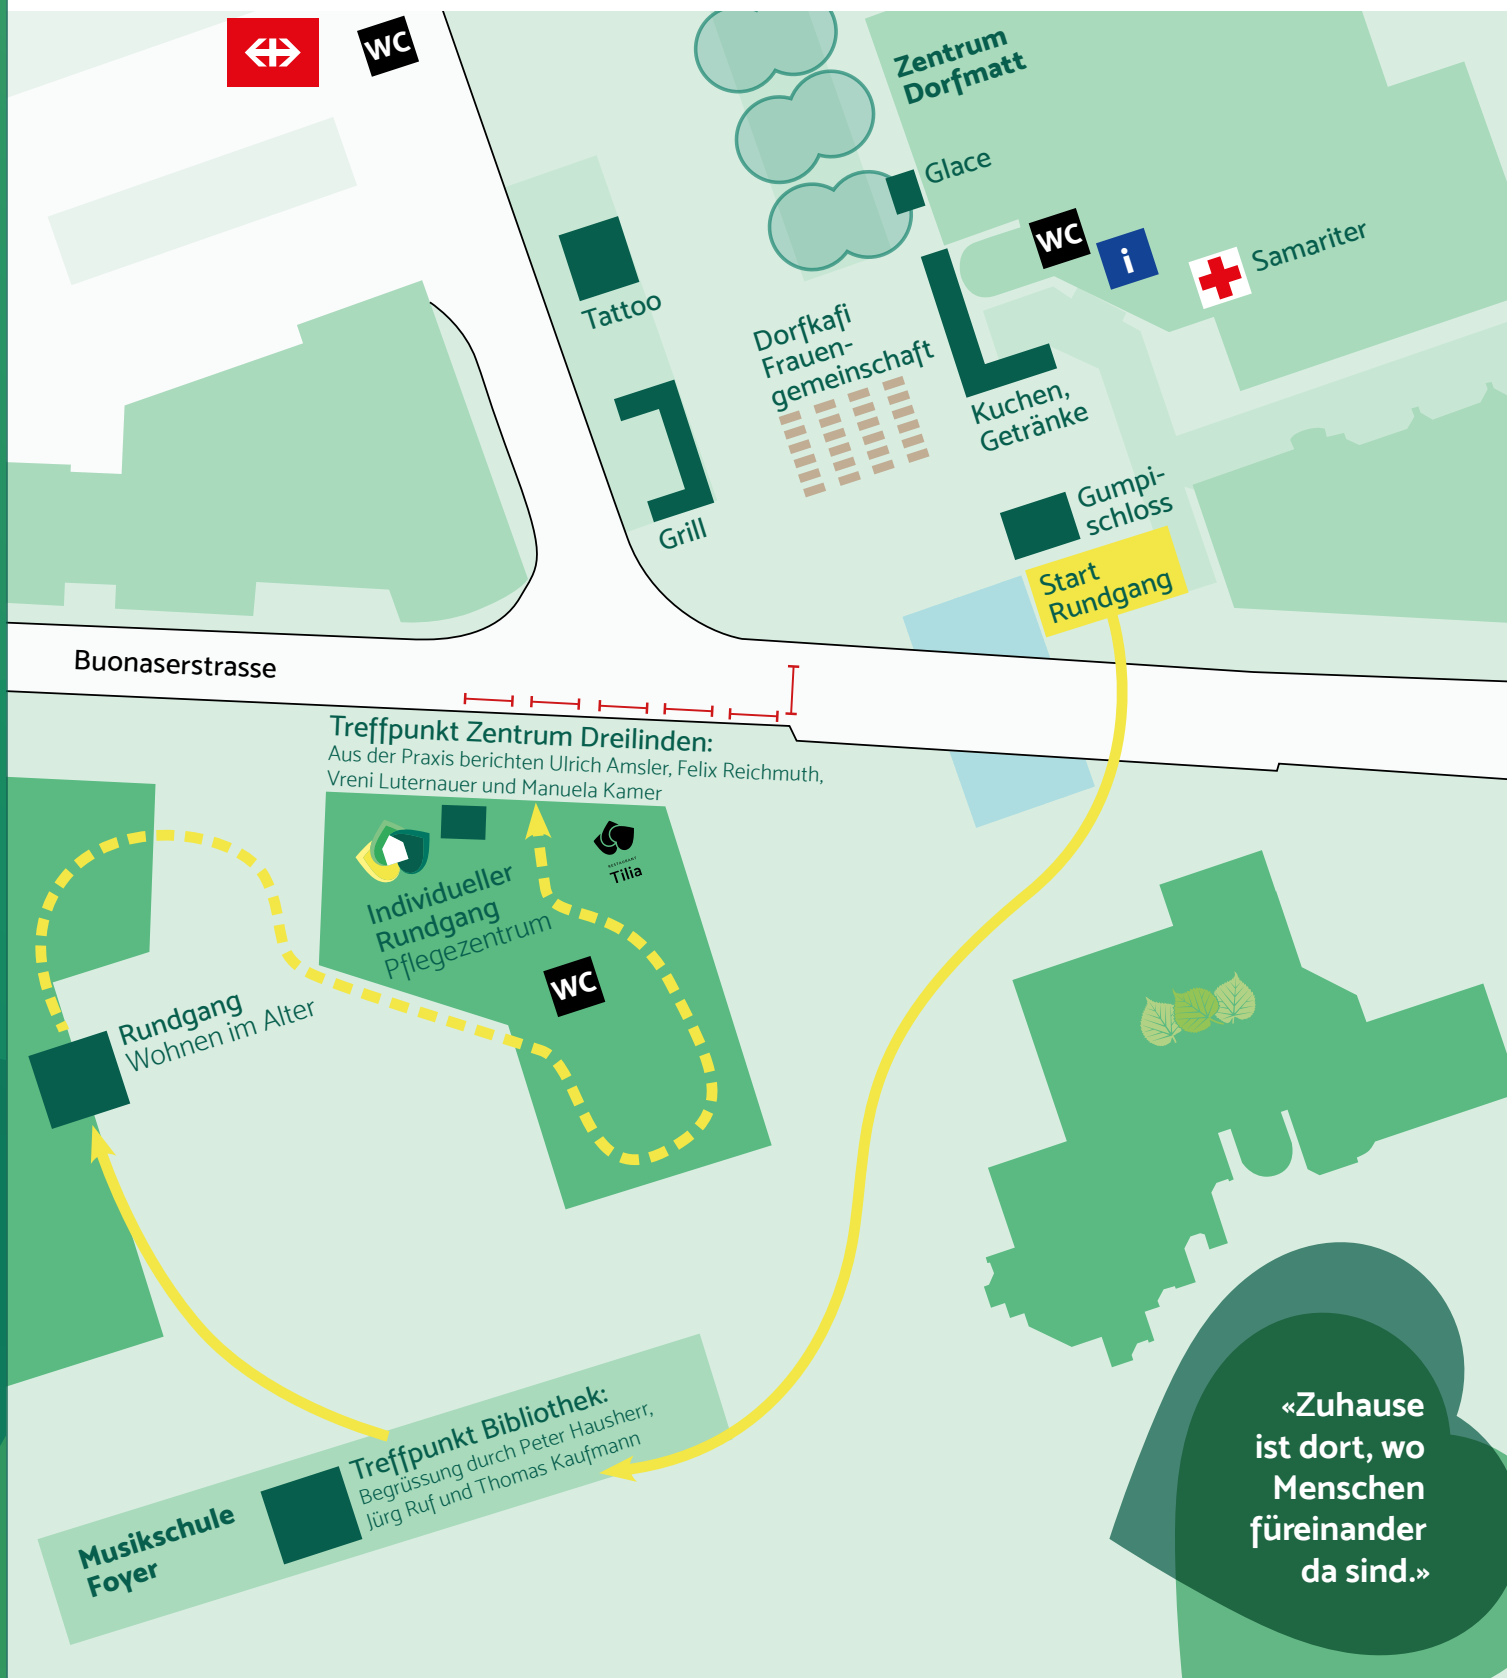 WC
Zentrum
Dorfmatt
Glace
WC
i
Samariter
Tattoo
Dorfkafi
Frauen-
gemeinschaft
Kuchen,
Getränke
Grill
Gumpi-
schloss
Start
Rundgang
Buonaserstrasse
Treffpunkt Zentrum Dreilinden:
Aus der Praxis berichten Ulrich Amsler, Felix Reichmuth,
Vreni Luternauer und Manuela Kamer
RESTAURANT
Tilia
Individueller
Rundgang
Pflegezentrum
WC
Rundgang
Wohnen im Alter
Treffpunkt Bibliothek:
Begrüssung durch Peter Hausherr,
Jürg Ruf und Thomas Kaufmann
Musikschule
Foyer
«Zuhause
ist dort, wo
Menschen
füreinander
da sind.»